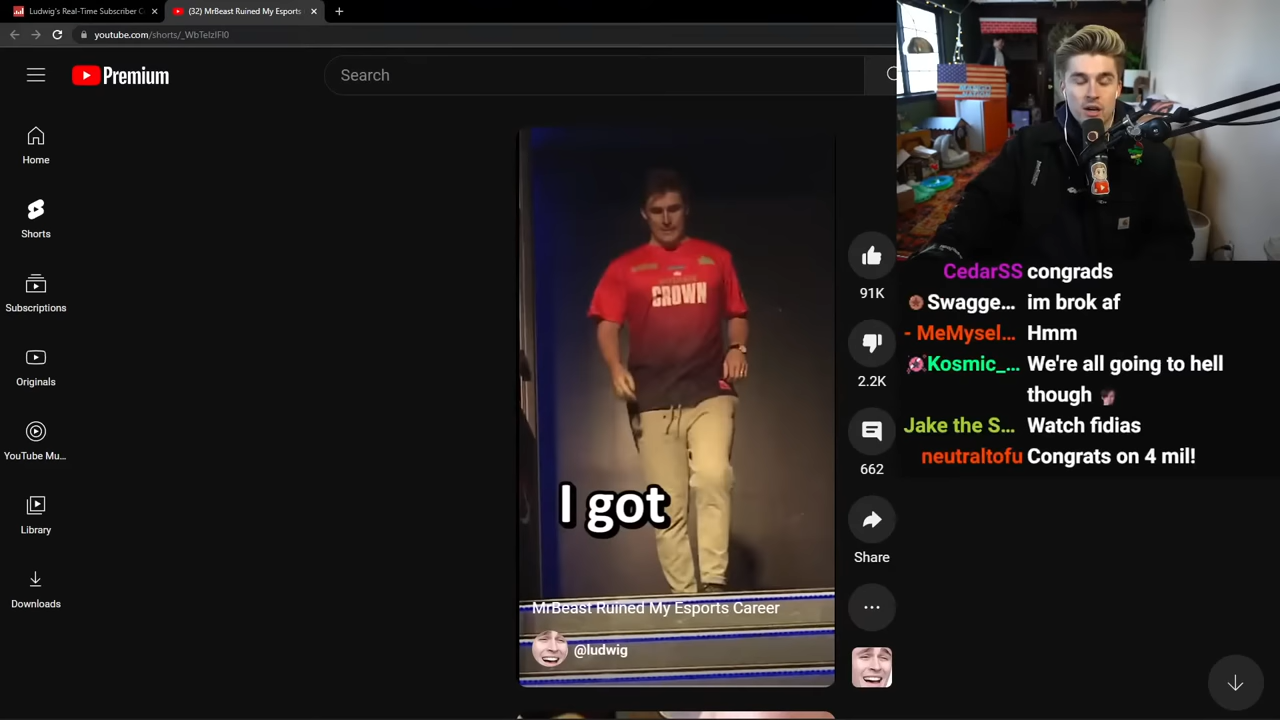 Ludwig's Real-Time Subscriber C
(32) MrBeast Ruined My Esports
youtube.com/shorts/_WbTelzIFl0
Premium
Search
Home
Shorts
Subscriptions
Originals
YouTube Mu...
Library
Downloads
CROWN
I got
MrBeast Ruined My Esports Career
@ludwig
91K
2.2K
662
Share
CedarSS congrads
Swagge... im brok af
- MeMysel... Hmm
Kosmic_... We're all going to hell
though
Jake the S... Watch fidias
neutraltofu Congrats on 4 mil!